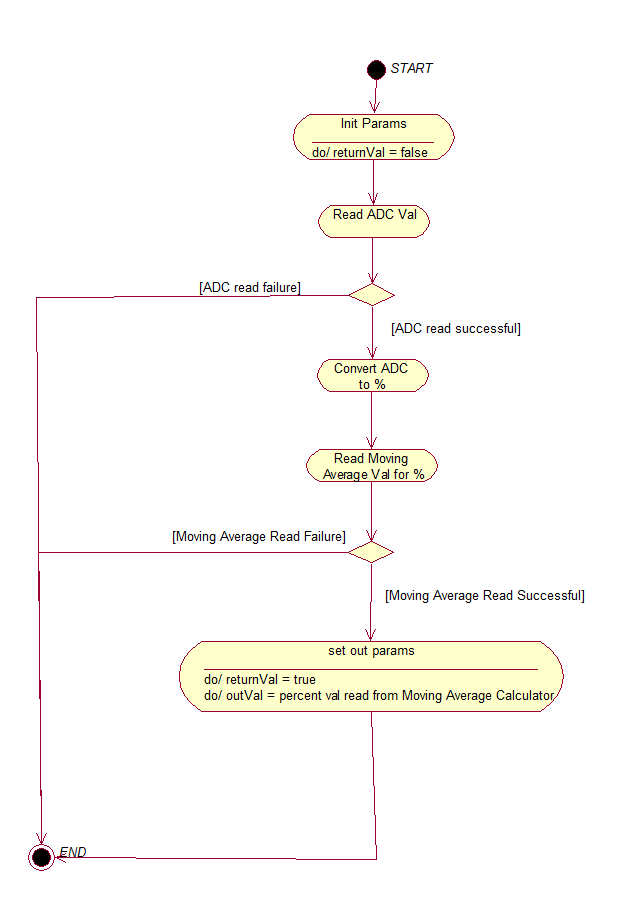 START
Init Params
do/ returnVal = false
Read ADC Val
[ADC read failure]
[ADC read successful]
Convert ADC
to %
Read Moving
Average Val for %
[Moving Average Read Failure]
[Moving Average Read Successful]
set out params
do/ returnVal = true
do/ outVal = percent val read from Moving Average Calculator
END